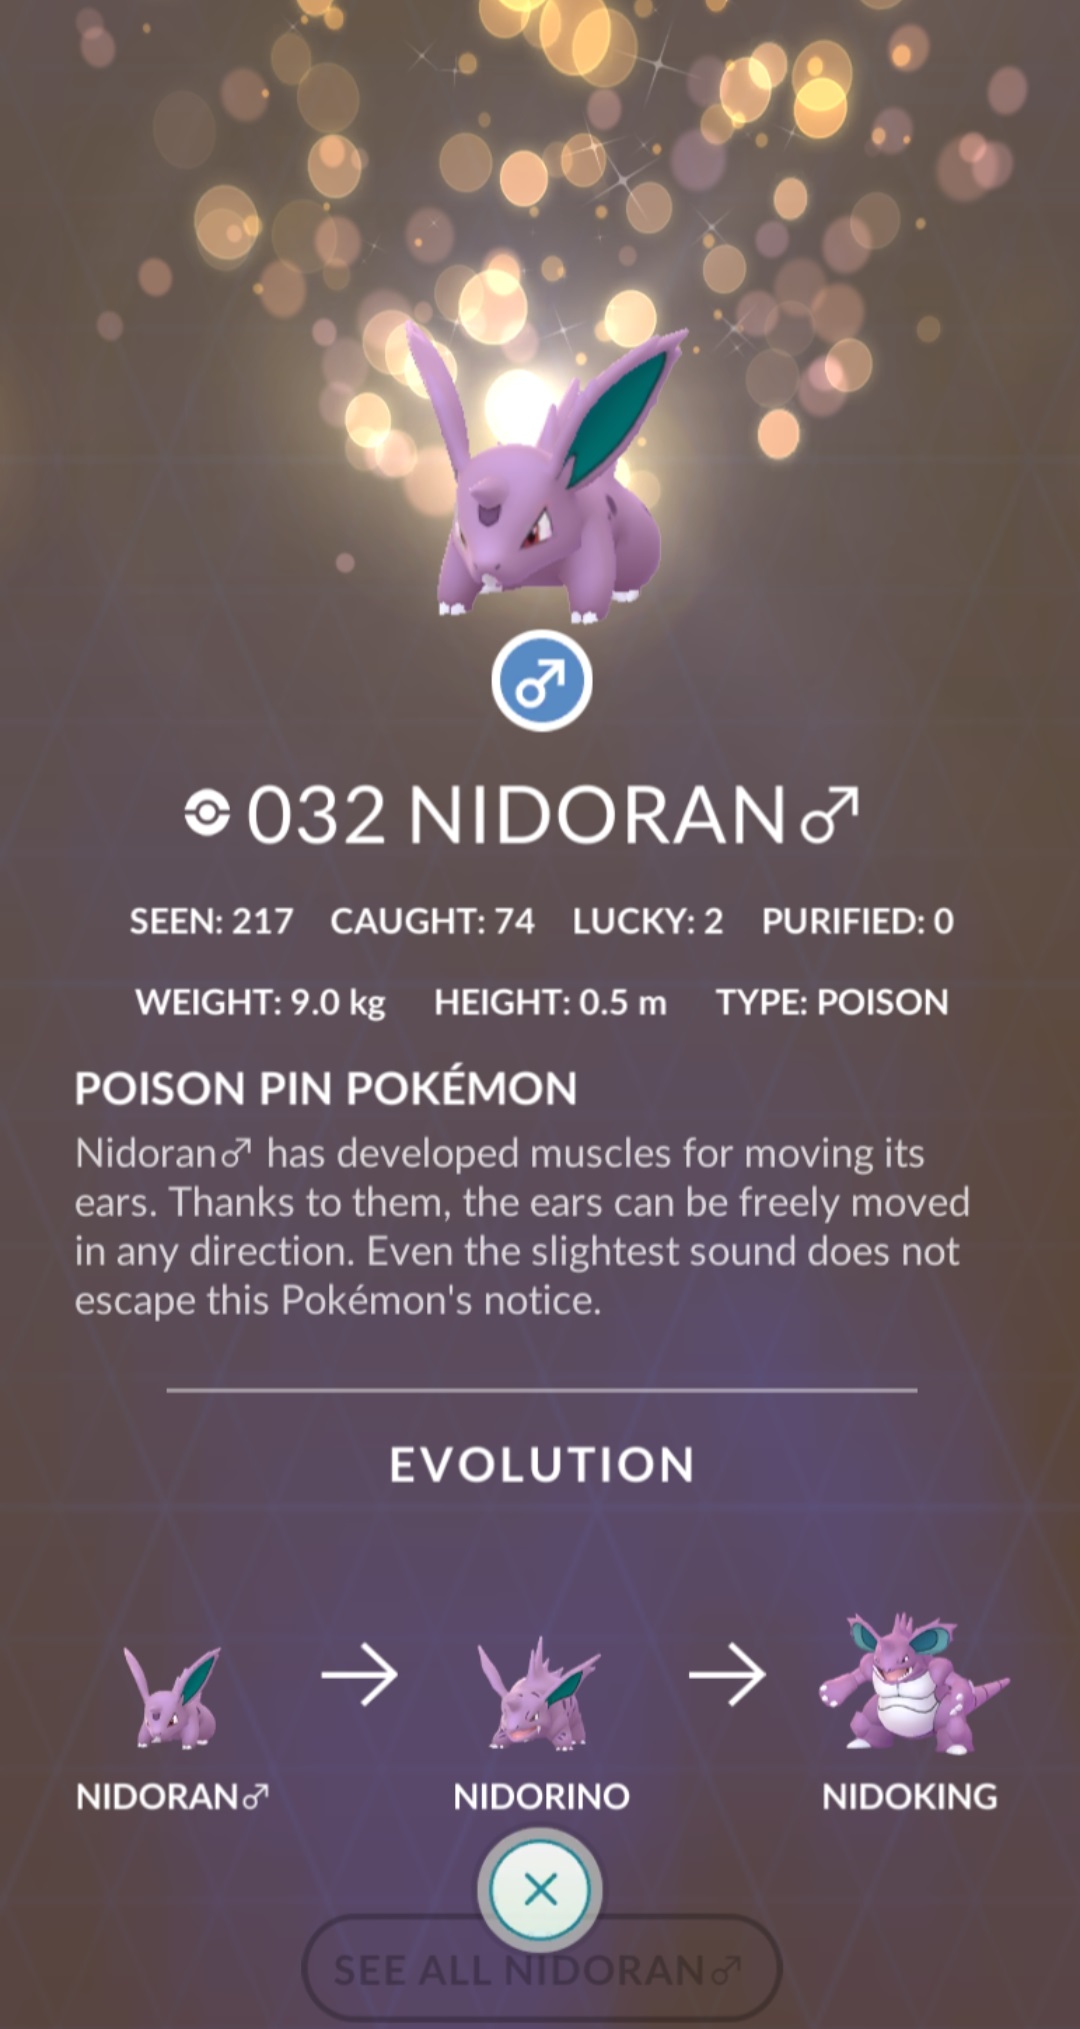 032 NIDORAN♂
SEEN: 217 CAUGHT: 74 LUCKY: 2 PURIFIED: 0
WEIGHT: 9.0 kg HEIGHT: 0.5 m TYPE: POISON
POISON PIN POKÉMON
Nidoran♂ has developed muscles for moving its
ears. Thanks to them, the ears can be freely moved
in any direction. Even the slightest sound does not
escape this Pokémon's notice.
EVOLUTION
NIDORAN♂ NIDORINO NIDOKING
SEE ALL NIDORAN♂